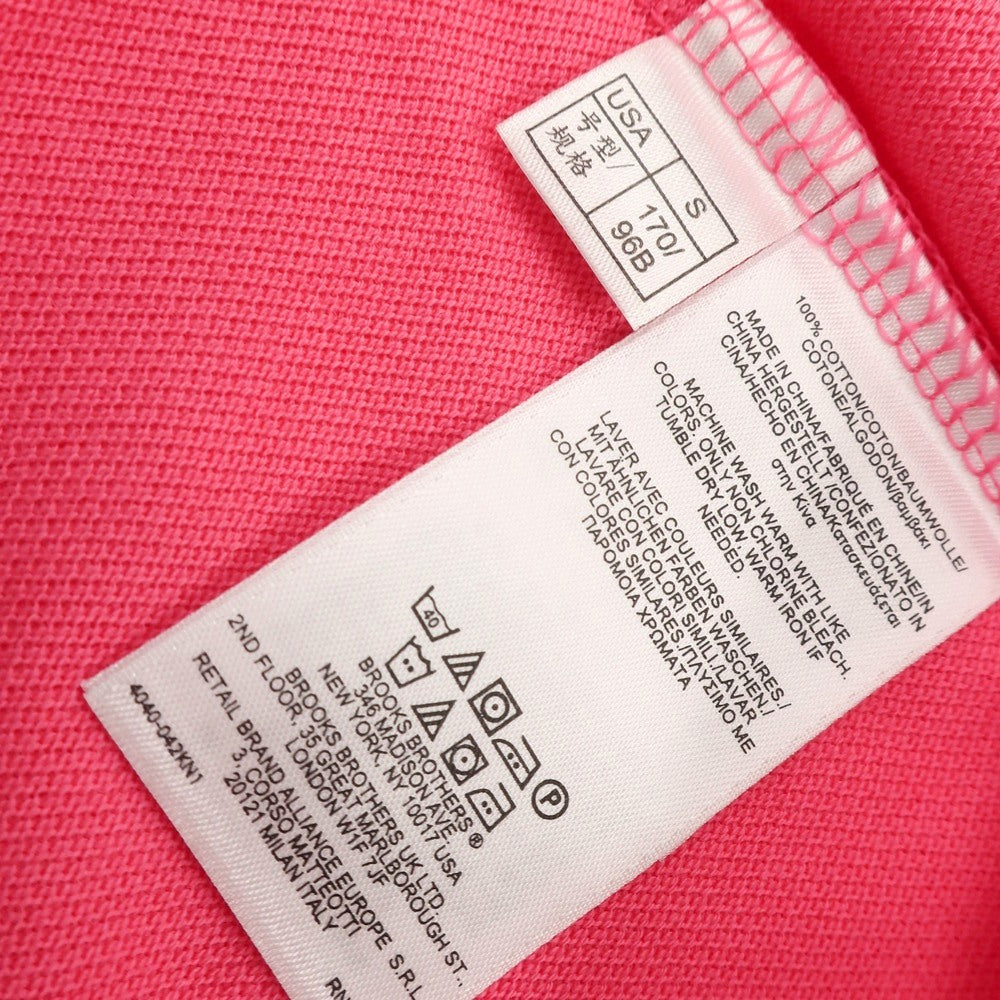 USA S
号型/ 170/
规格 96B
100% COTTON/COTON/BAUMWOLLE/
COTONE/ALGODON/βαμβάκι
MADE IN CHINA/FABRIQUÉ EN CHINE/IN
CHINA HERGESTELLT /CONFEZIONATO IN
CINA/HECHO EN CHINA/Κατασκευάζεται
στην Κίνα
MACHINE WASH WARM WITH LIKE
COLORS. ONLY NON CHLORINE BLEACH.
TUMBLE DRY LOW. WARM IRON IF
NEEDED.
LAVER AVEC COULEURS SIMILAIRES./
MIT ÄHNLICHEN FARBEN WASCHEN./
LAVARE CON COLORI SIMILI./LAVAR
CON COLORES SIMILARES./ΠΛΥΣΙΜΟ ΜΕ
ΠΑΡΟΜΟΙΑ ΧΡΩΜΑΤΑ
40
P
BROOKS BROTHERS ®
346 MADISON AVE
NEW YORK, NY 10017 USA
BROOKS BROTHERS UK LTD
2ND FLOOR, 35 GREAT MARLBOROUGH ST.,
LONDON W1F 7JF
RETAIL BRAND ALLIANCE EUROPE S.R.L
3, CORSO MATTEOTTI
20121 MILAN ITALY
4040-042KN1
RN